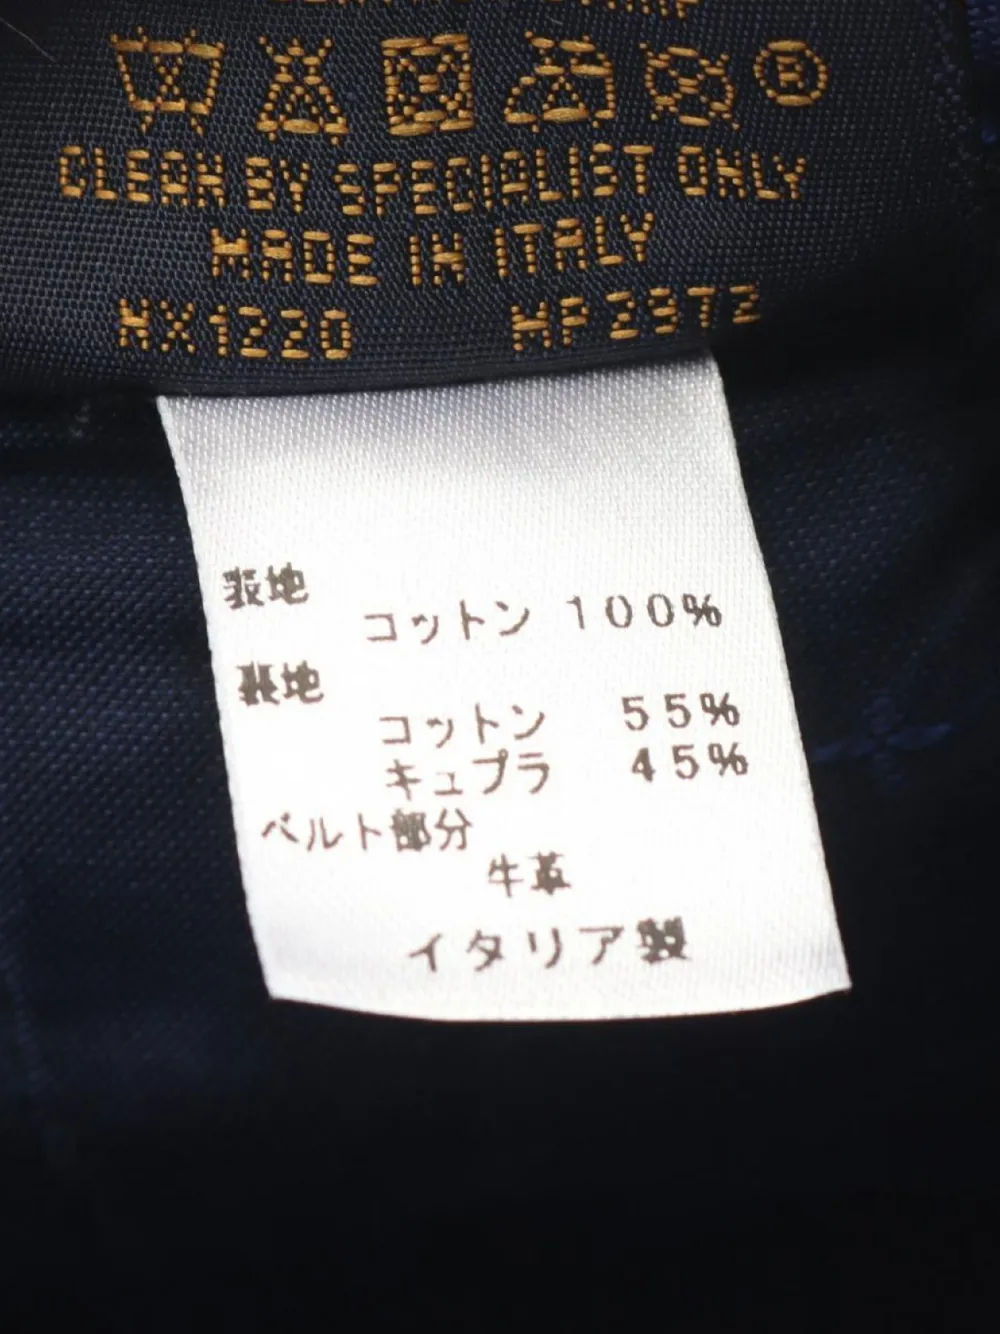 ®
CLEAN BY SPECIALIST ONLY
MADE IN ITALY
NX1220 MP2972
表地
コットン 100%
裏地
コットン 55%
キュプラ 45%
ベルト部分
牛革
イタリア製